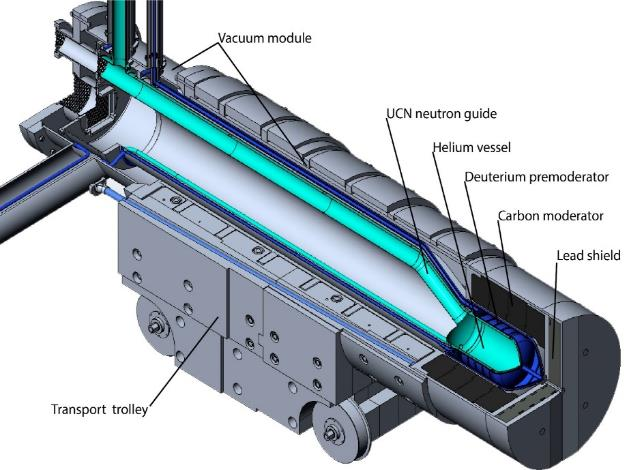 Vacuum module
UCN neutron guide
Helium vessel
Deuterium premoderator
Carbon moderator
Lead shield
Transport trolley